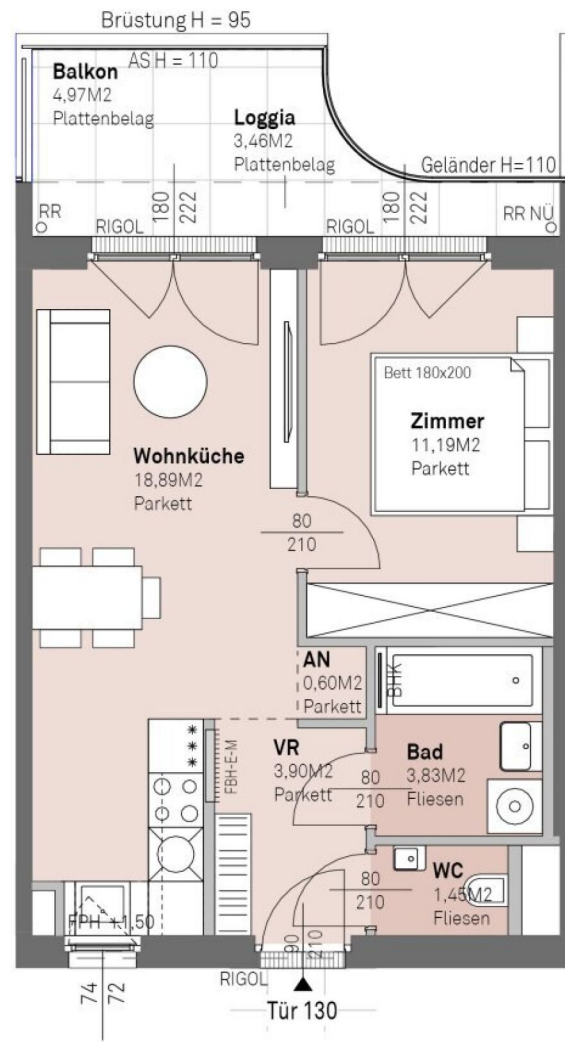 Brüstung H = 95
AS H = 110
Balkon
4,97M2
Plattenbelag
Loggia
3,46M2
Plattenbelag
Geländer H=110
180
222
180
222
RR
RIGOL
RIGOL
RR NÜ
Bett 180x200
Zimmer
11,19M2
Parkett
Wohnküche
18,89M2
Parkett
80
210
AN
0,60M2
Parkett
BHK
VR
3,90M2
Parkett
FBH-E-M
80
210
Bad
3,83M2
Fliesen
80
210
WC
1,45M2
Fliesen
FPH +1,50
90
210
RIGOL
74
72
Tür 130